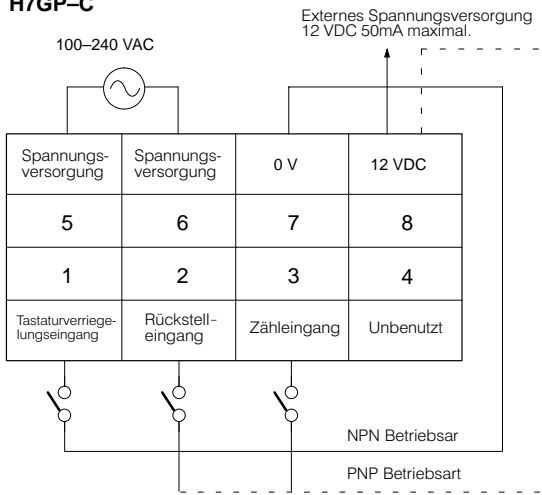 H7GP–C
Externes Spannungsversorgung
12 VDC 50mA maximal.
100–240 VAC
Spannungs-
versorgung
Spannungs-
versorgung
0 V
12 VDC
5
6
7
8
1
2
3
4
Tastaturverriege-
lungseingang
Rückstell-
eingang
Zähleingang
Unbenutzt
NPN Betriebsar
PNP Betriebsart